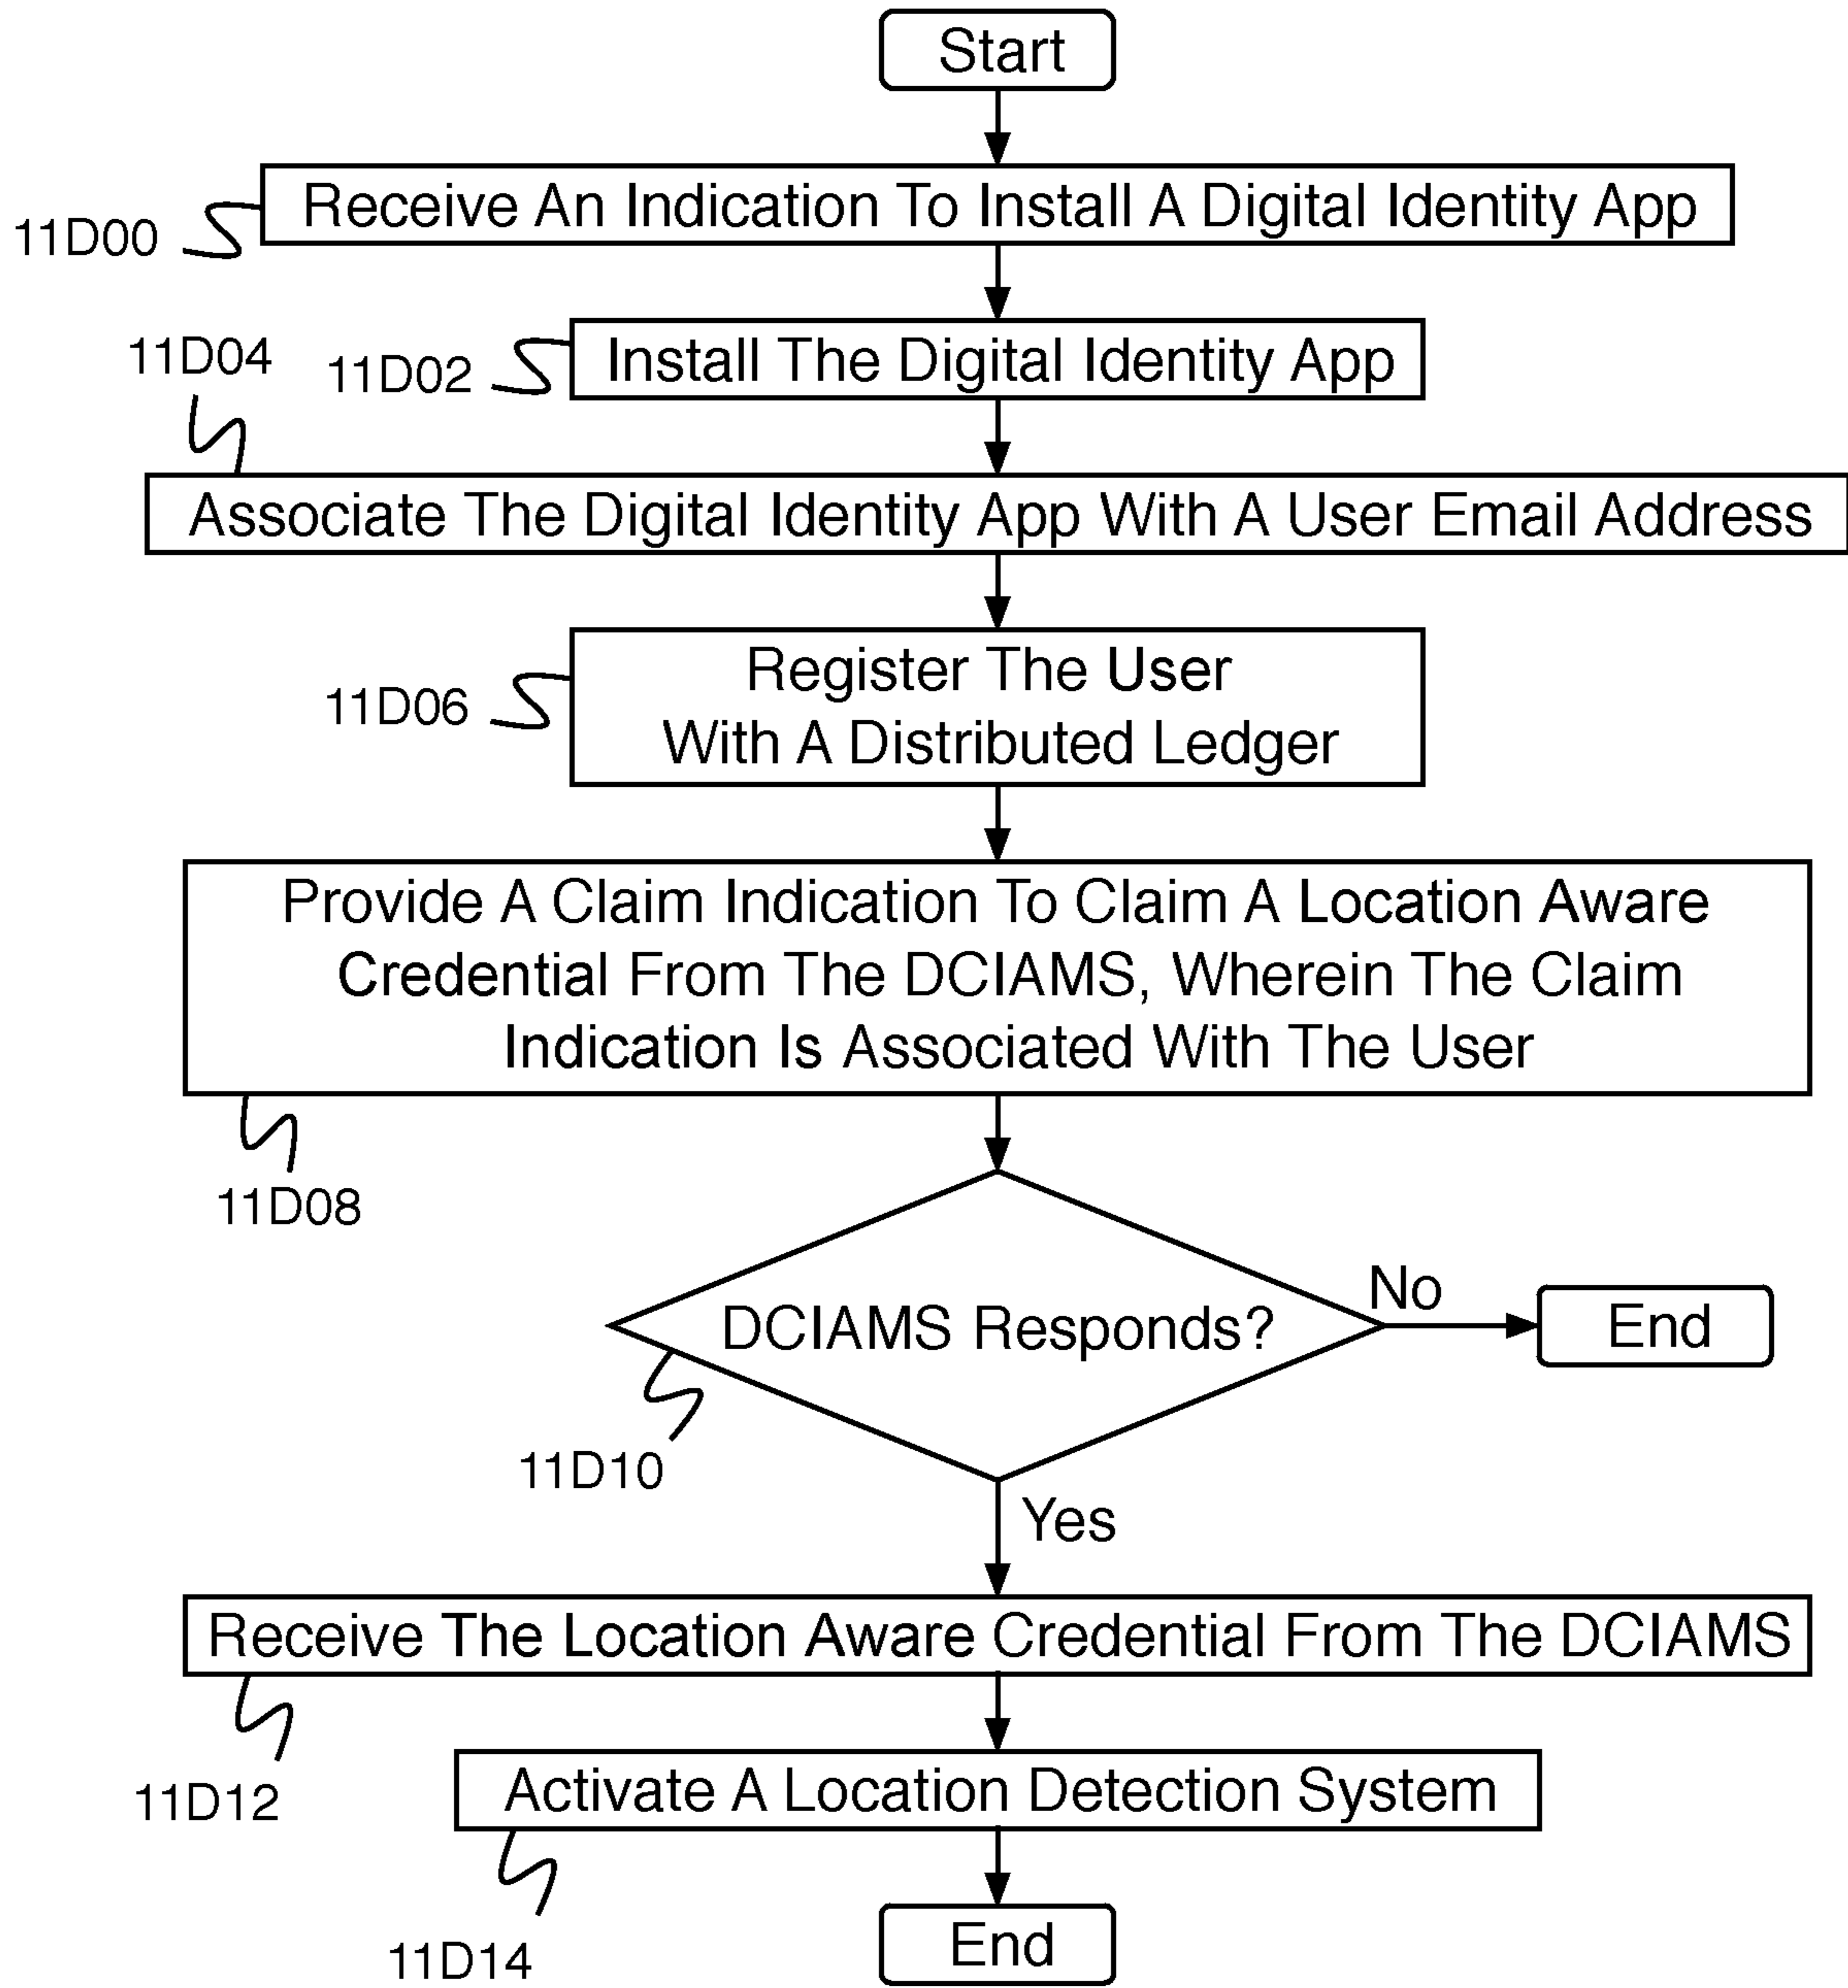 Start
Receive An Indication To Install A Digital Identity App
11D00
11D04
11D02
Install The Digital Identity App
Associate The Digital Identity App With A User Email Address
Register The User
With A Distributed Ledger
11D06
Provide A Claim Indication To Claim A Location Aware
Credential From The DCIAMS, Wherein The Claim
Indication Is Associated With The User
11D08
DCIAMS Responds?
No
End
11D10
Yes
Receive The Location Aware Credential From The DCIAMS
11D12
Activate A Location Detection System
11D14
End